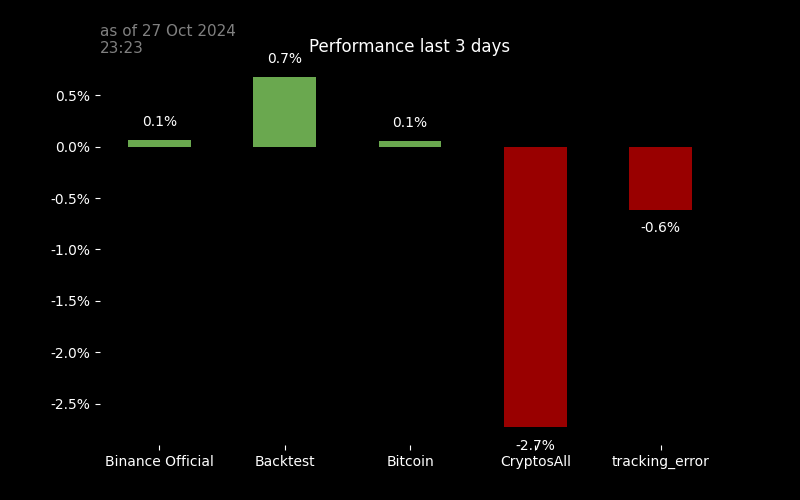 as of 27 Oct 2024
23:23
Performance last 3 days
0.7%
0.5%
0.1%
0.1%
0.0%
-0.5%
-0.6%
-1.0%
-1.5%
-2.0%
-2.5%
-2.7%
Binance Official
Backtest
Bitcoin
CryptosAll
tracking_error